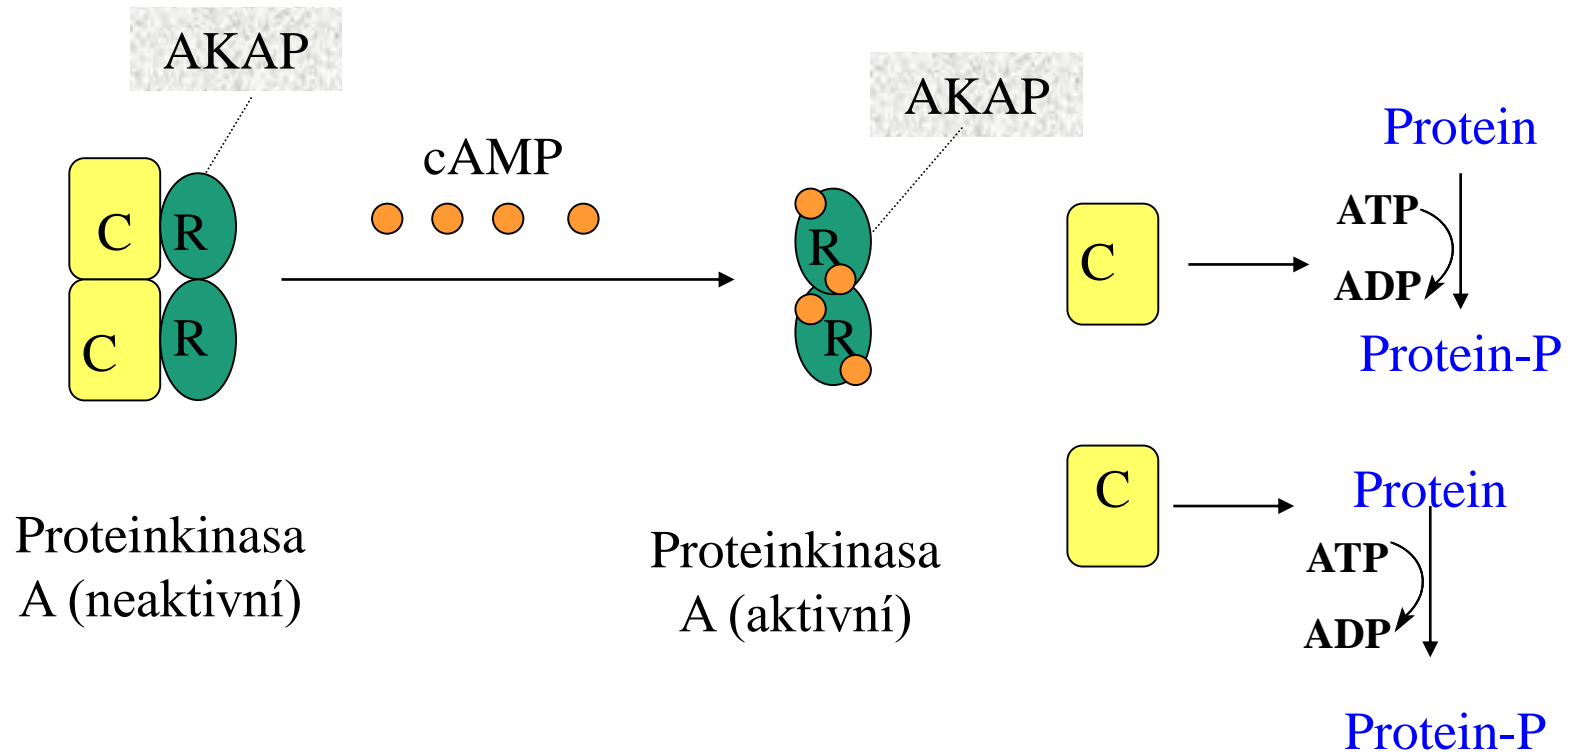 AKAP
cAMP
C
R
C
R
Proteinkinasa
A (neaktivní)
AKAP
R
R
Proteinkinasa
A (aktivní)
C
Protein
ATP
ADP
Protein-P
C
Protein
ATP
ADP
Protein-P